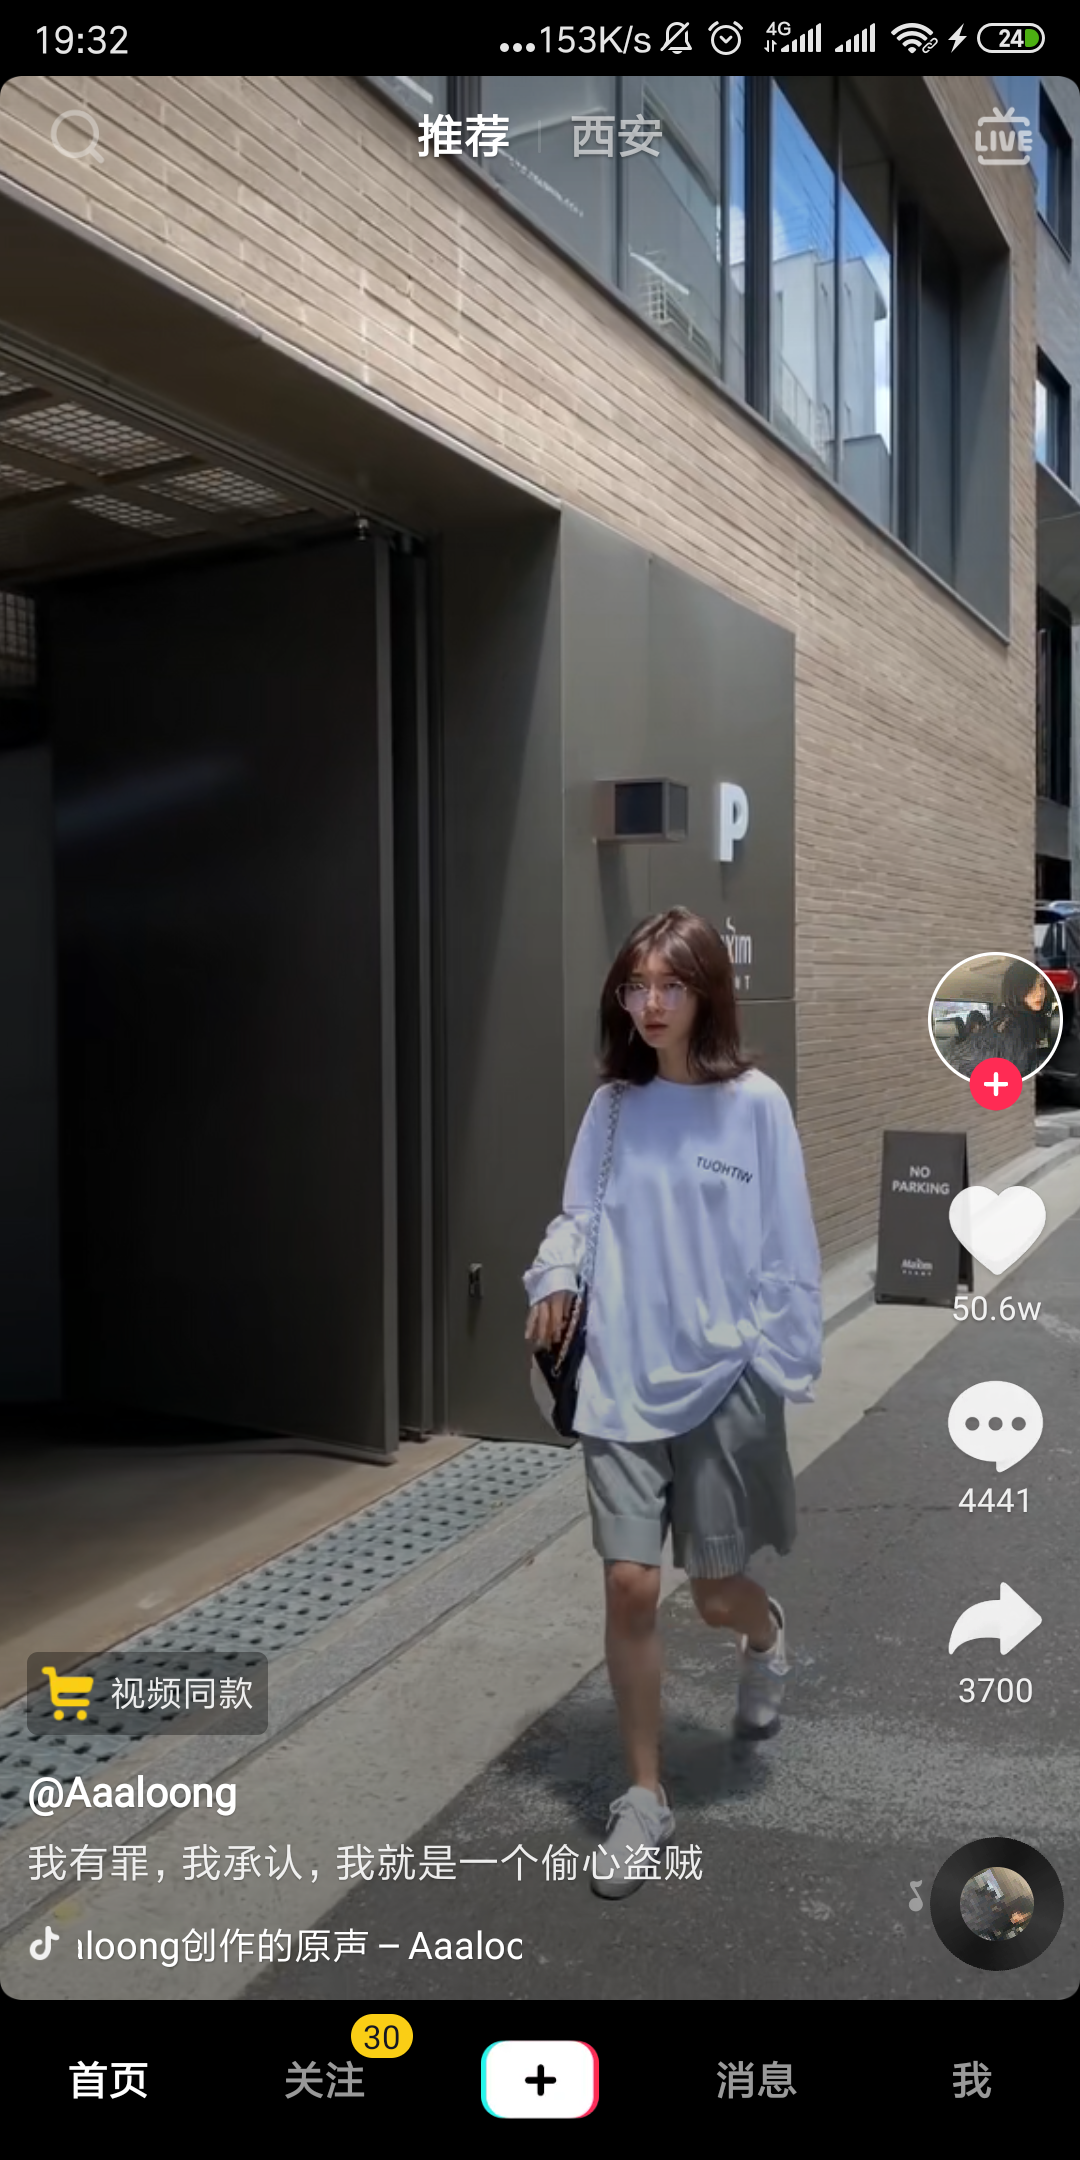 19:32
...153K/s
4G
24
推荐
西安
LIVE
P
NO
PARKING
Maxim
50.6w
4441
3700
视频同款
@Aaaloong
我有罪，我承认，我就是一个偷心盗贼
loong创作的原声 – Aaaloo
30
首页
关注
消息
我